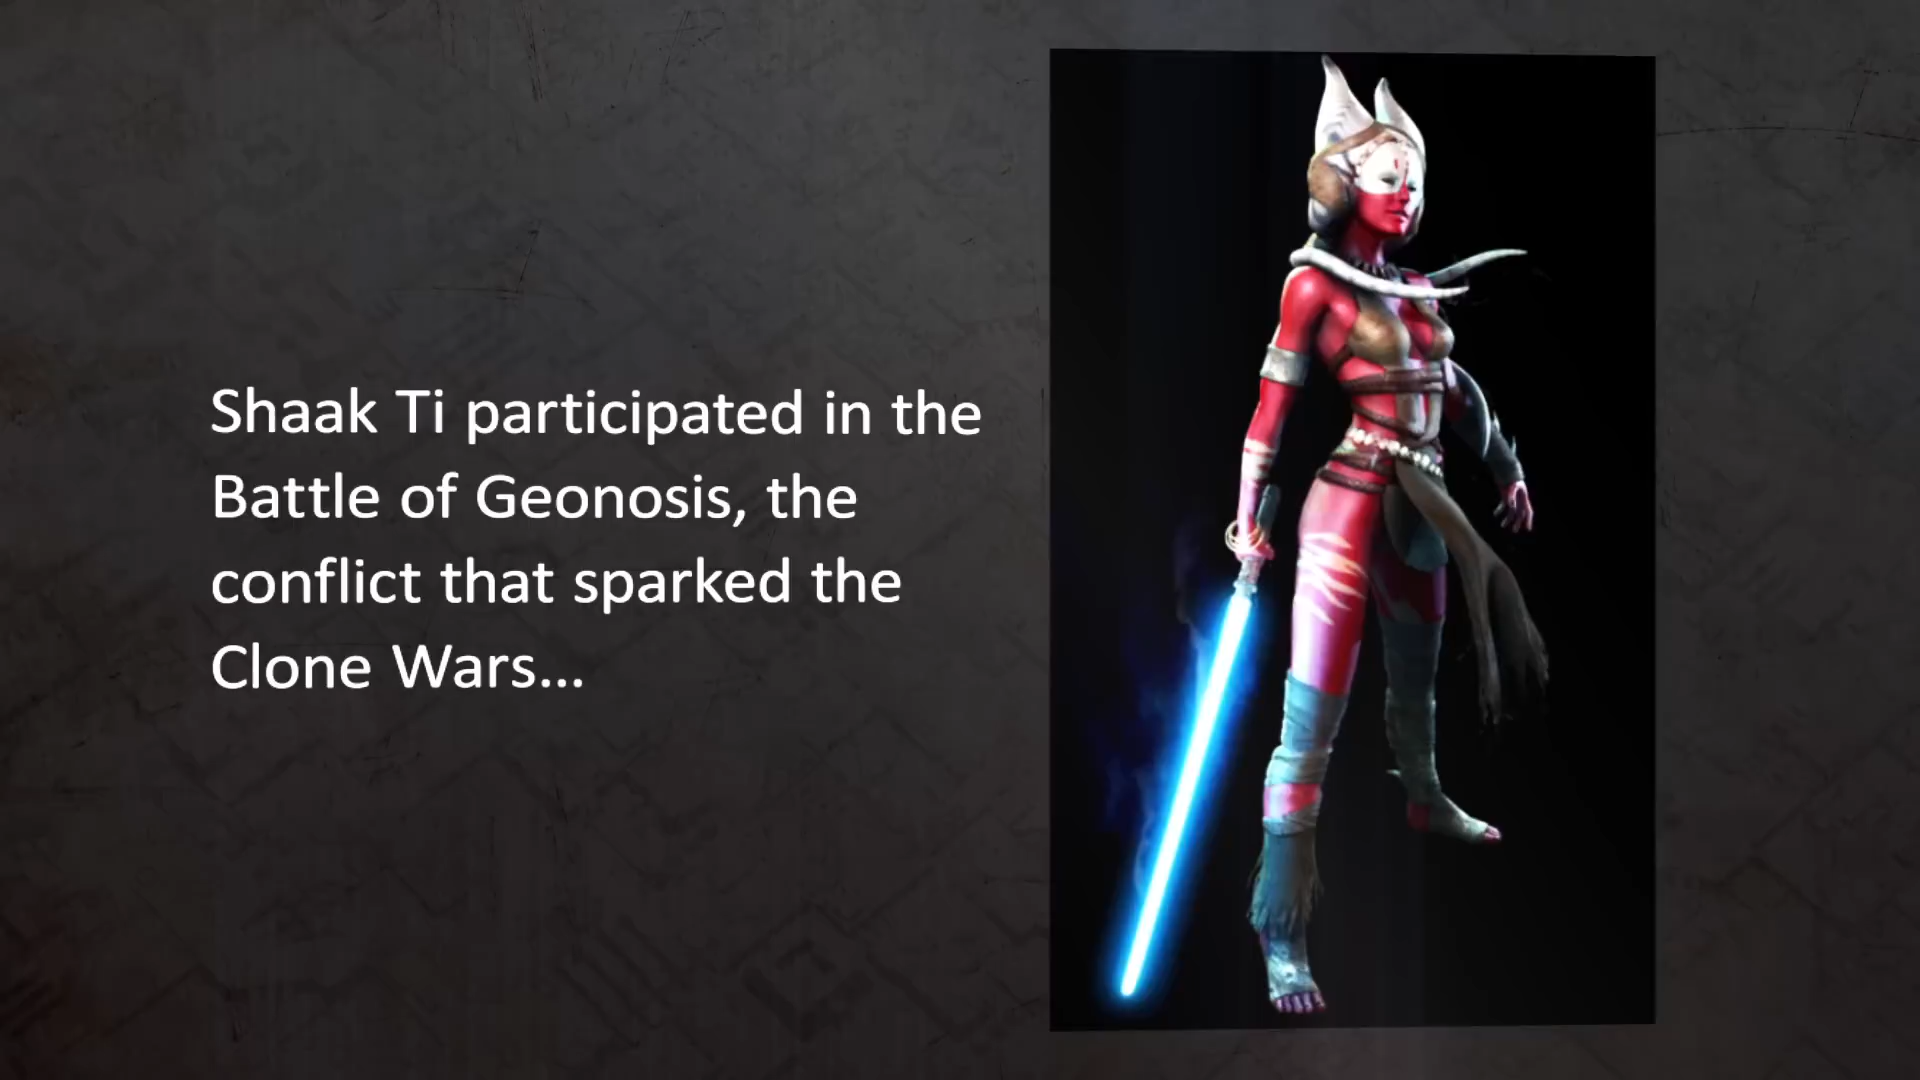 Shaak Ti participated in the
Battle of Geonosis, the
conflict that sparked the
Clone Wars...